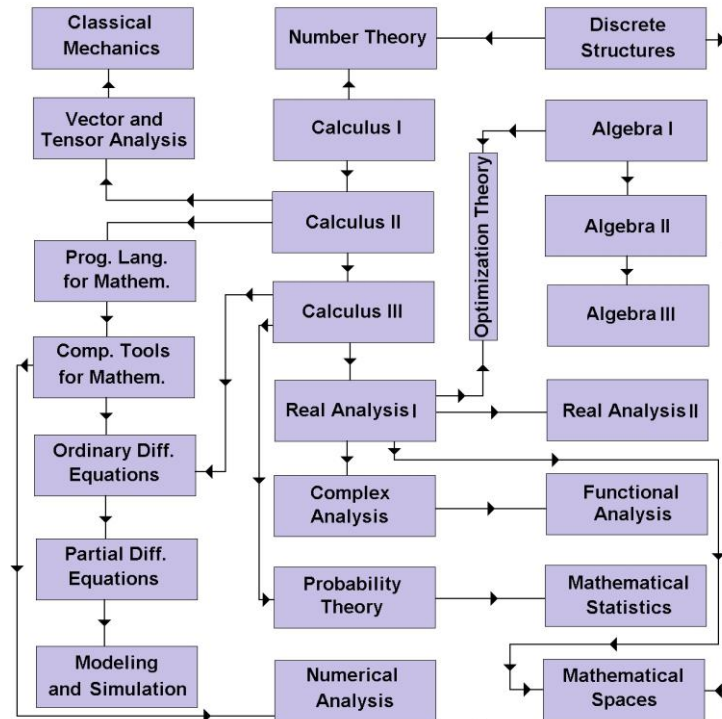 Classical
Mechanics
Number Theory
Discrete
Structures
Vector and
Tensor Analysis
Calculus I
Optimization Theory
Algebra I
Calculus II
Algebra II
Prog. Lang.
for Mathem.
Calculus III
Algebra III
Comp. Tools
for Mathem.
Real Analysis I
Real Analysis II
Ordinary Diff.
Equations
Complex
Analysis
Functional
Analysis
Partial Diff.
Equations
Probability
Theory
Mathematical
Statistics
Modeling
and Simulation
Numerical
Analysis
Mathematical
Spaces